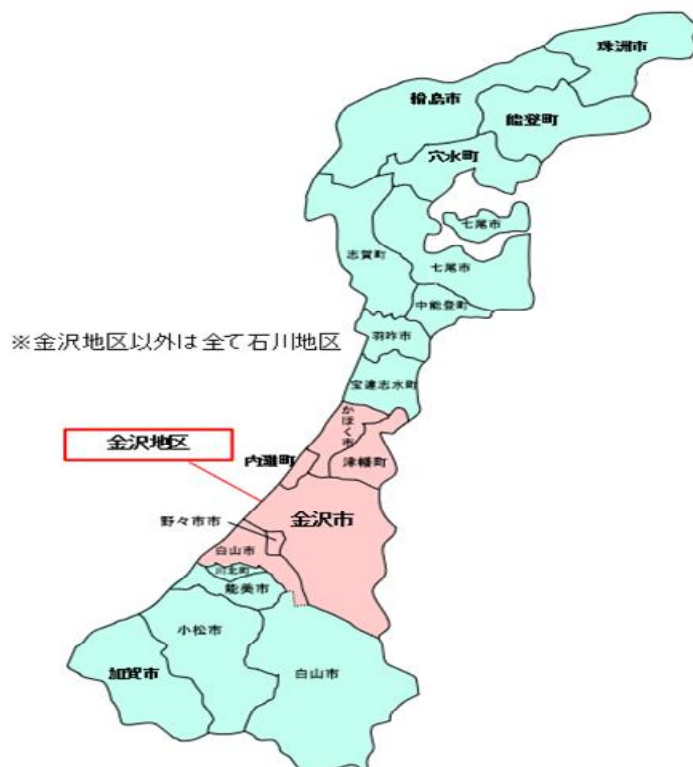 珠洲市
輪島市
能登町
穴水町
七尾市
志賀町
七尾市
中能登町
羽咋市
※金沢地区以外は全て石川地区
宝達志水町
かほく市
金沢地区
内灘町
津幡町
金沢市
野々市市
白山市
川北町
能美市
小松市
加賀市
白山市